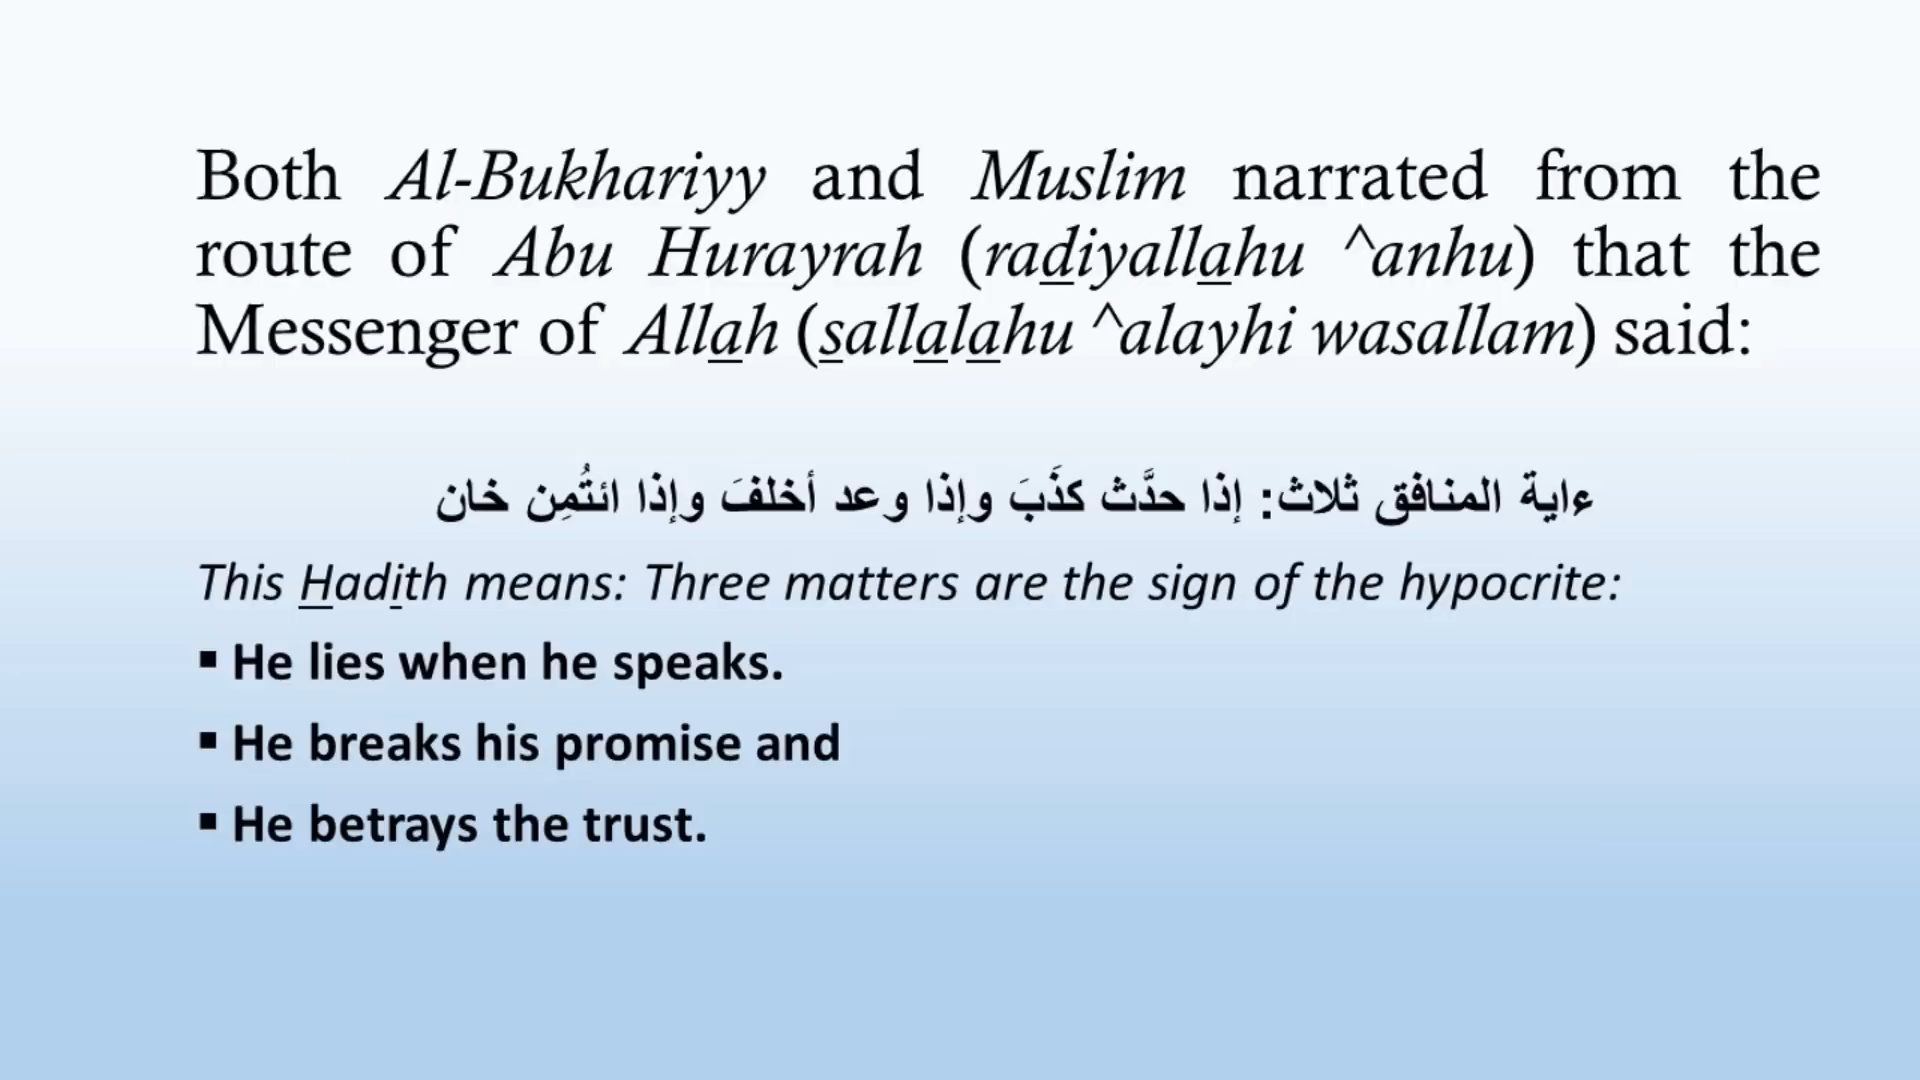 Both Al-Bukhariyy and Muslim narrated from the
route of Abu Hurayrah (radiyallahu ^anhu) that the
Messenger of Allah (sallalahu ^alayhi wasallam) said:
ءاية المنافق ثلاث: إذا حدَّث كذَبَ وإذا وعد أخلفَ وإذا ائتُمِن خان
This Hadith means: Three matters are the sign of the hypocrite:
▪ He lies when he speaks.
▪ He breaks his promise and
▪ He betrays the trust.